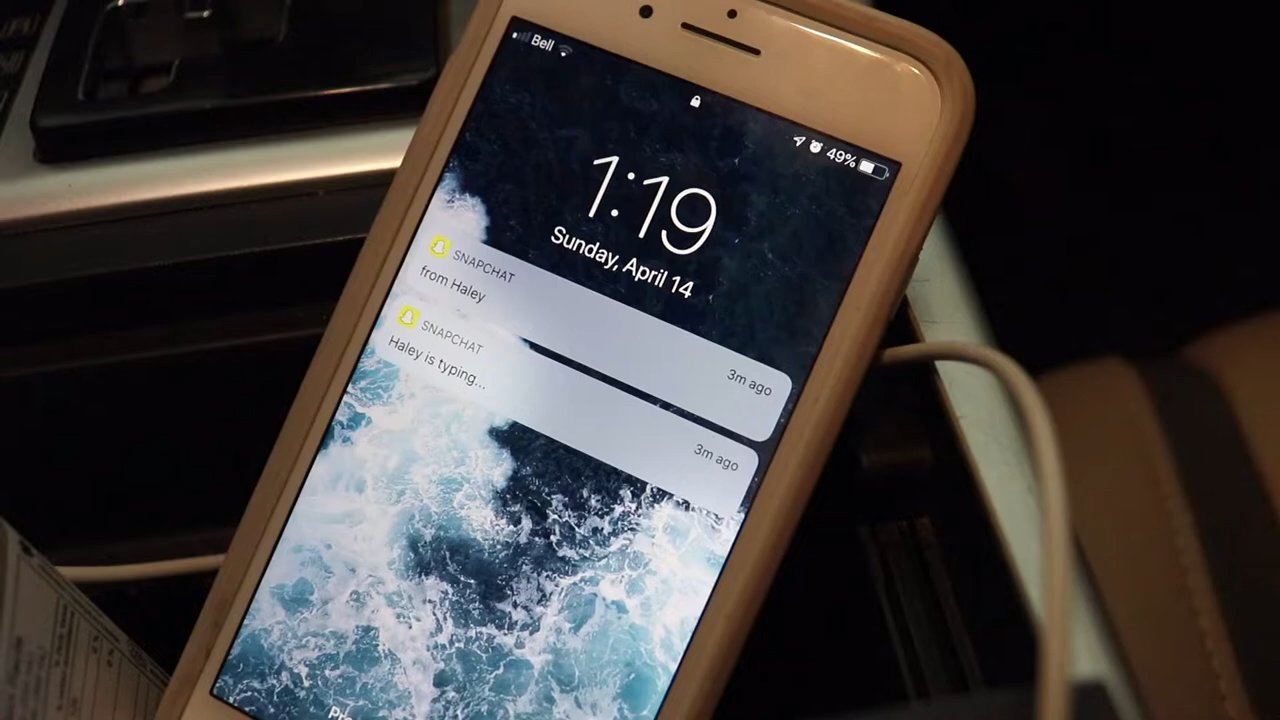 Bell
49%
1:19
Sunday, April 14
SNAPCHAT
from Haley
3m ago
SNAPCHAT
Haley is typing...
3m ago